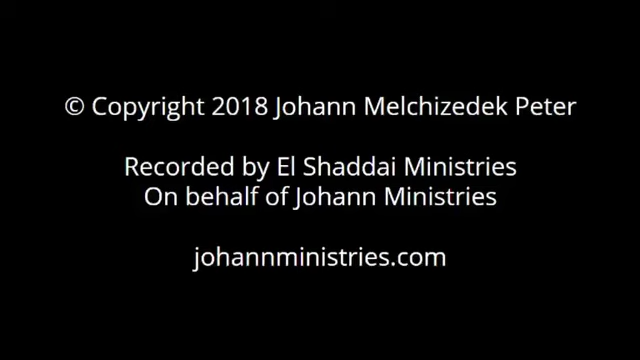 © Copyright 2018 Johann Melchizedek Peter
Recorded by El Shaddai Ministries
On behalf of Johann Ministries
johannministries.com